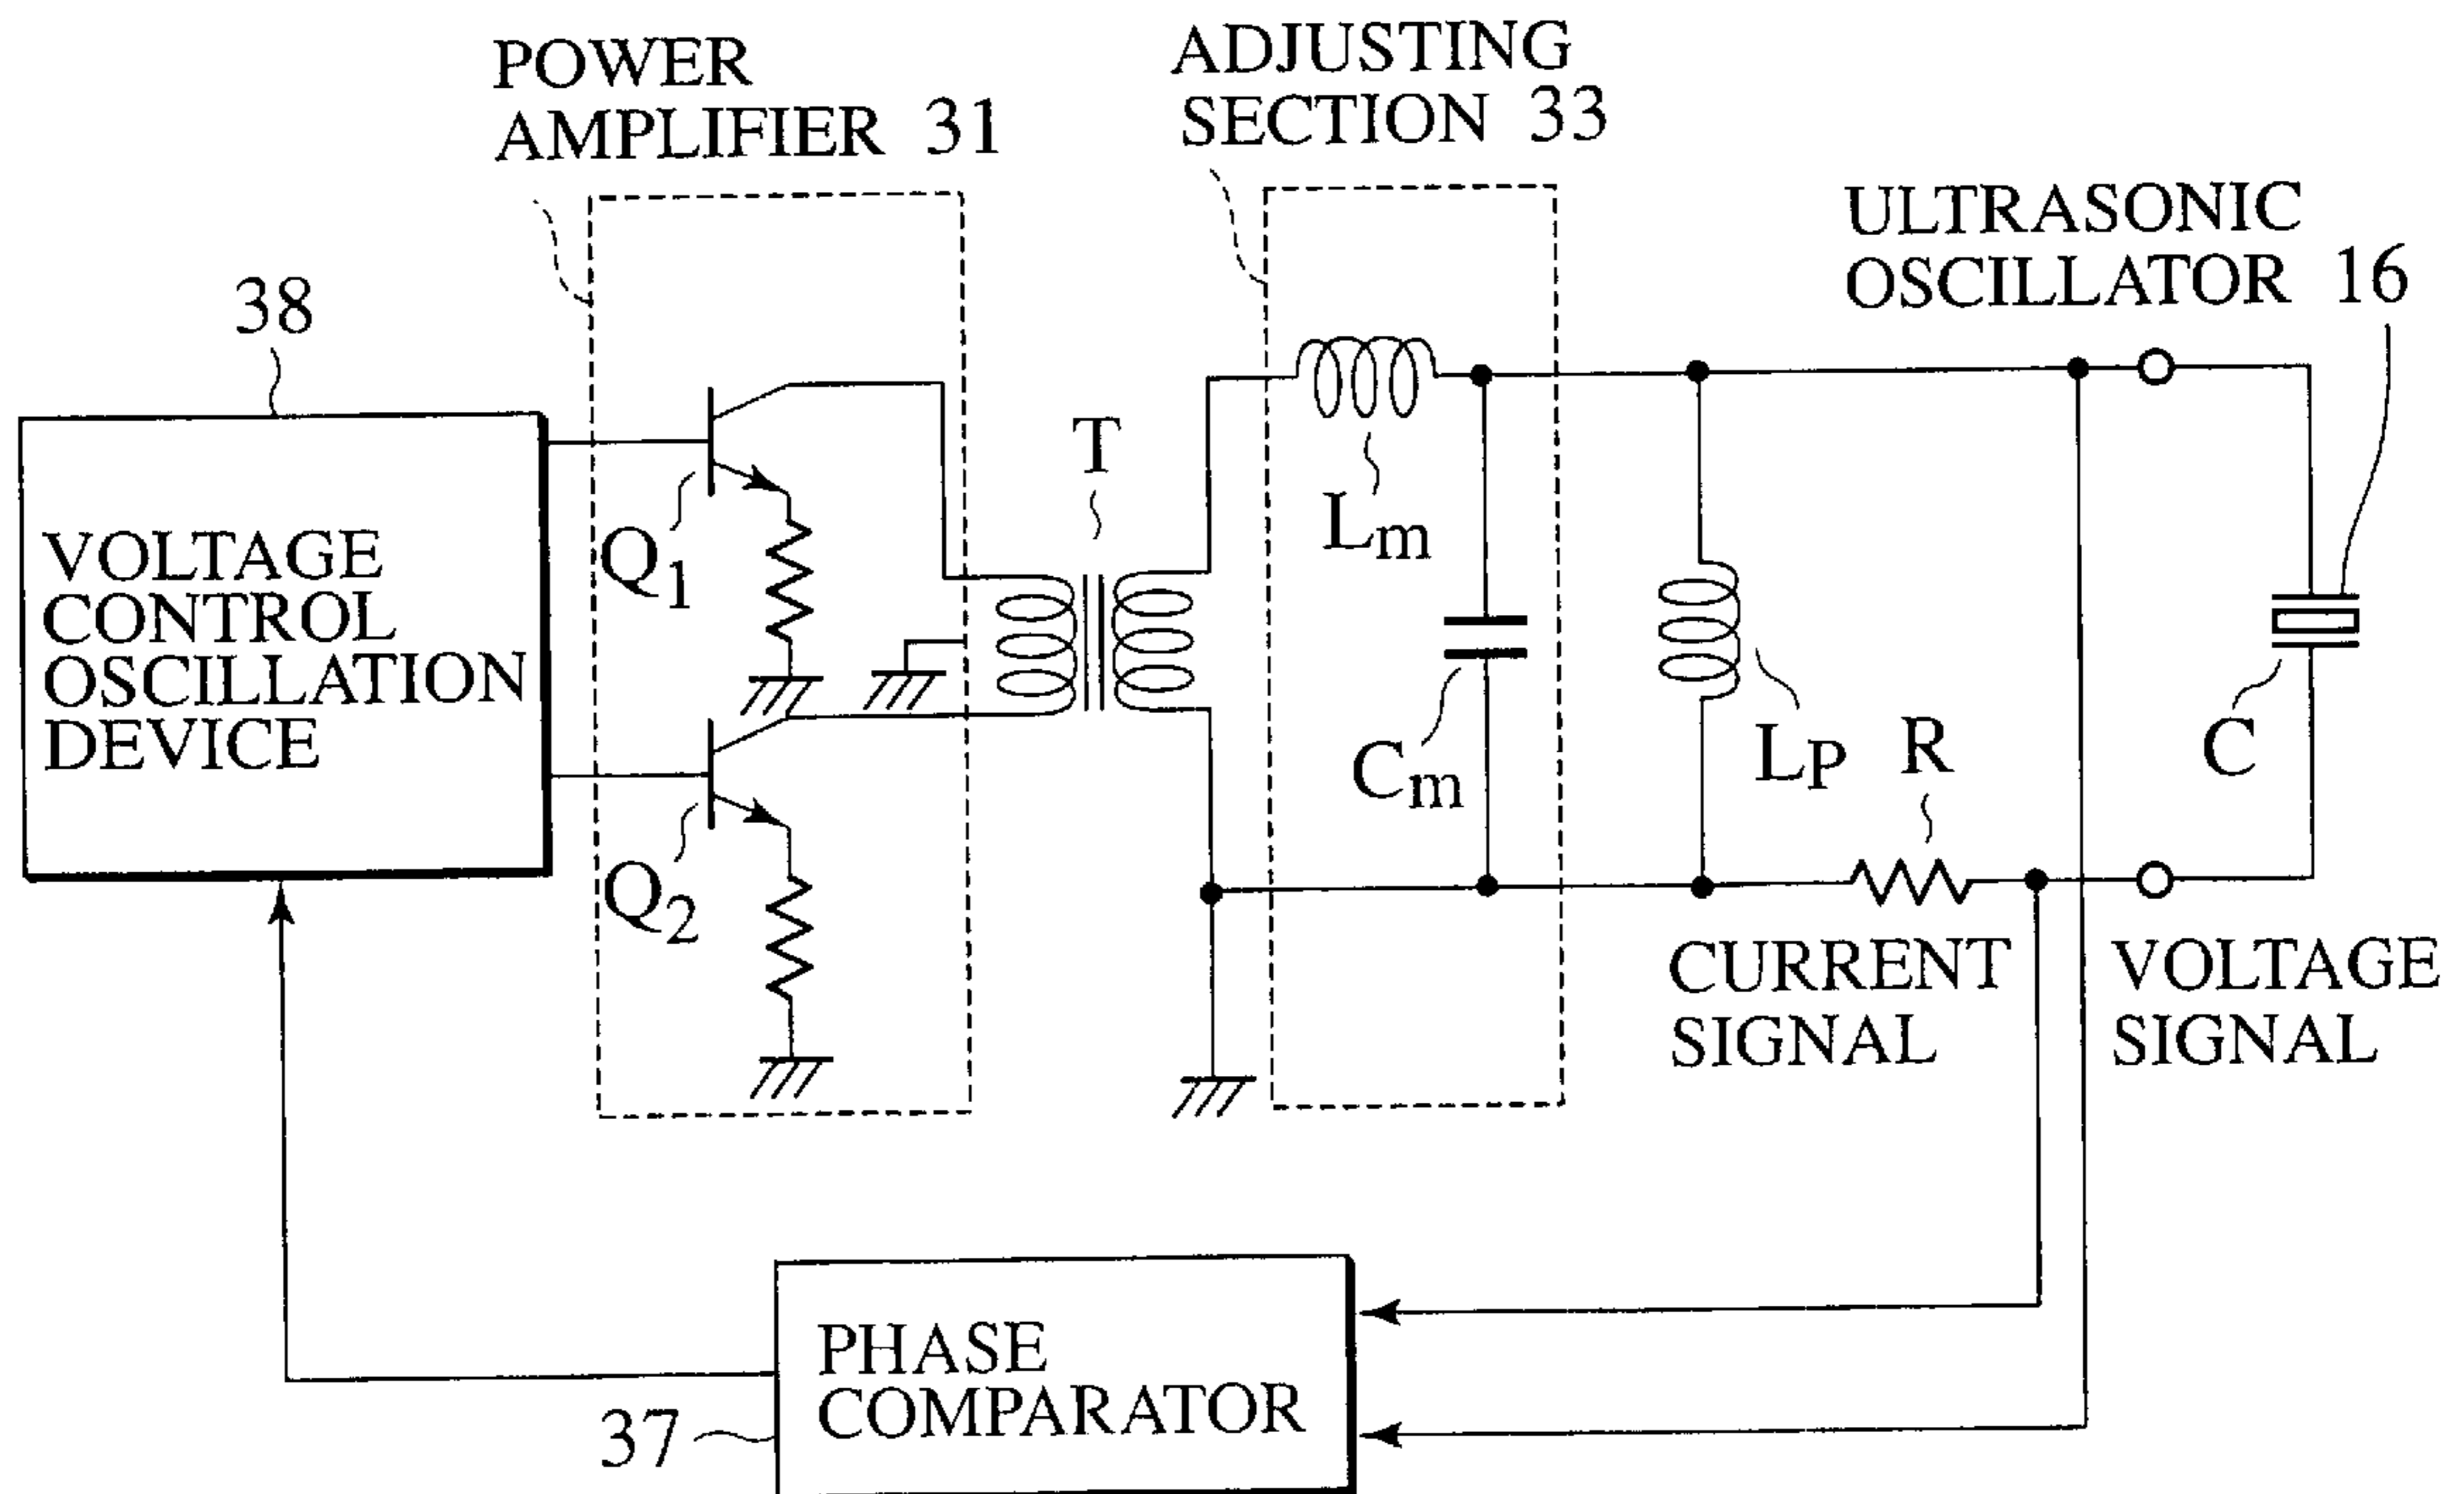 POWER
AMPLIFIER 31
ADJUSTING
SECTION 33
ULTRASONIC
OSCILLATOR 16
38
VOLTAGE
CONTROL
OSCILLATION
DEVICE
Q1
Q2
T
Lm
Cm
LP
R
C
CURRENT
SIGNAL
VOLTAGE
SIGNAL
PHASE
COMPARATOR
37